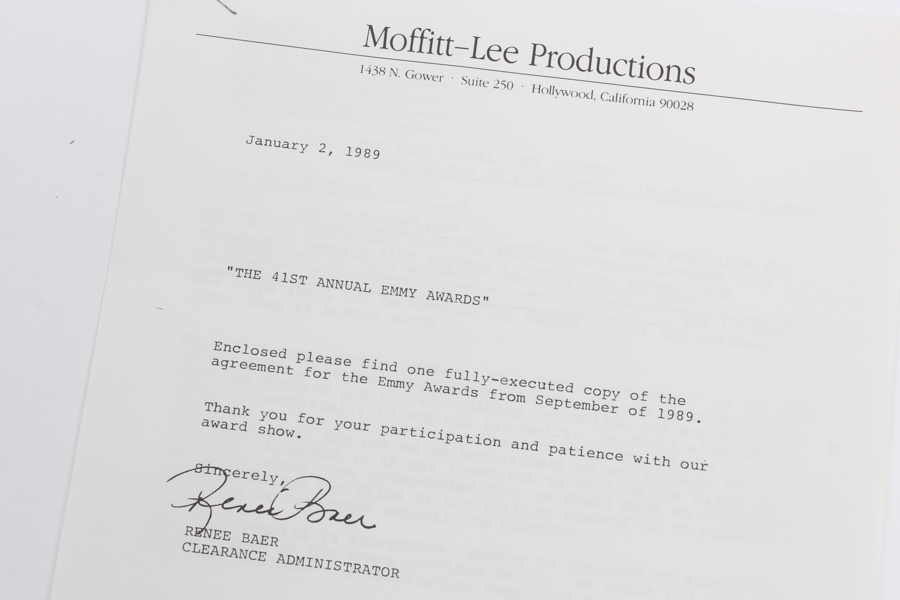 Moffitt-Lee Productions
1438 N. Gower · Suite 250 · Hollywood, California 90028
January 2, 1989
"THE 41ST ANNUAL EMMY AWARDS"
Enclosed please find one fully-executed copy of the
agreement for the Emmy Awards from September of 1989.
Thank you for your participation and patience with our
award show.
Sincerely,
Renee Baer
RENEE BAER
CLEARANCE ADMINISTRATOR